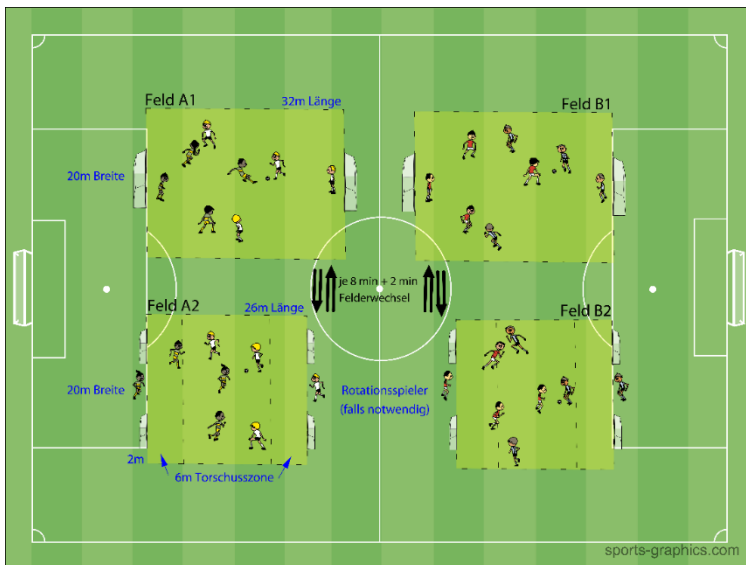 Feld A1
32m Länge
Feld B1
20m Breite
je 8 min + 2 min
Felderwechsel
Feld A2
26m Länge
Feld B2
20m Breite
Rotationsspieler
(falls notwendig)
2m
6m Torschusszone
sports-graphics.com